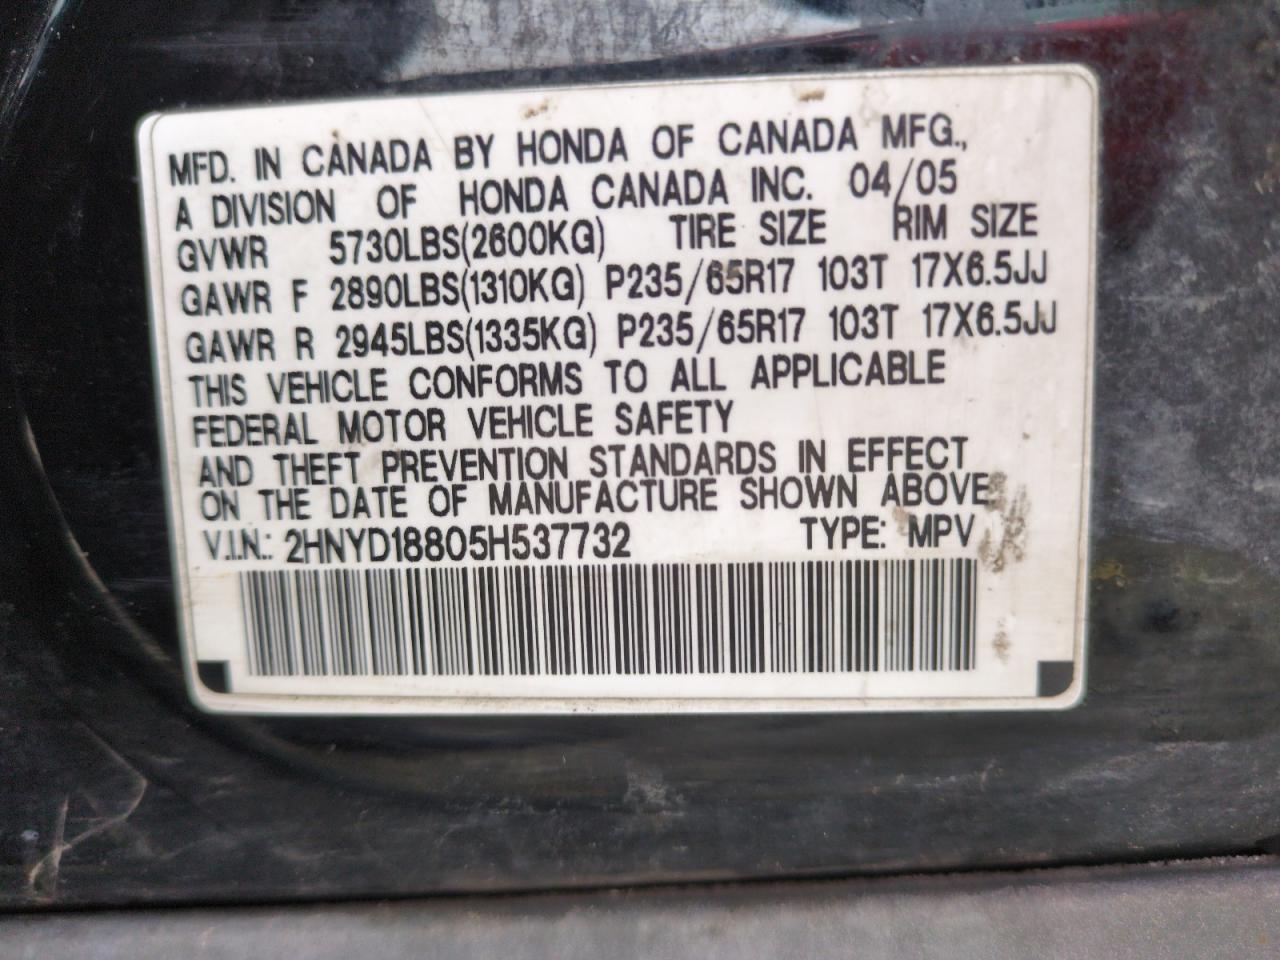 MFD. IN CANADA BY HONDA OF CANADA MFG.,
A DIVISION OF HONDA CANADA INC. 04/05
GVWR 5730LBS(2600KG) TIRE SIZE RIM SIZE
GAWR F 2890LBS(1310KG) P235/65R17 103T 17X6.5JJ
GAWR R 2945LBS(1335KG) P235/65R17 103T 17X6.5JJ
THIS VEHICLE CONFORMS TO ALL APPLICABLE
FEDERAL MOTOR VEHICLE SAFETY
AND THEFT PREVENTION STANDARDS IN EFFECT
ON THE DATE OF MANUFACTURE SHOWN ABOVE.
V.I.N.: 2HNYD18805H537732 TYPE: MPV